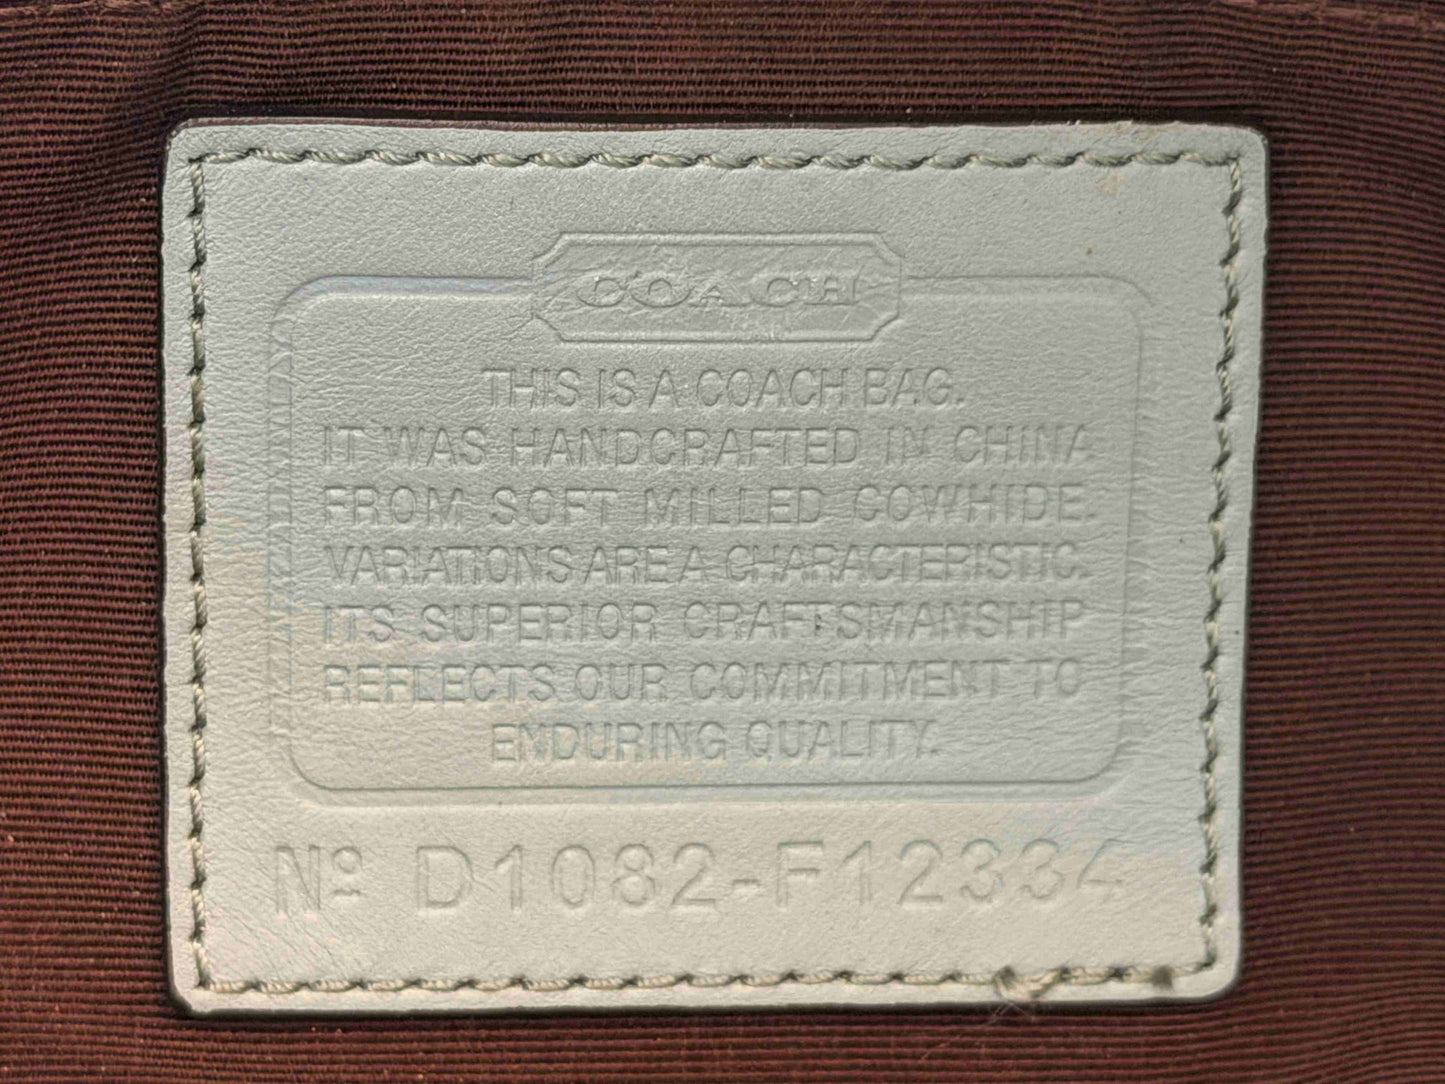 COACH
THIS IS A COACH BAG.
IT WAS HANDCRAFTED IN CHINA
FROM SOFT MILLED COWHIDE.
VARIATIONS ARE A CHARACTERISTIC.
ITS SUPERIOR CRAFTSMANSHIP
REFLECTS OUR COMMITMENT TO
ENDURING QUALITY.
Nº D1082-F12334